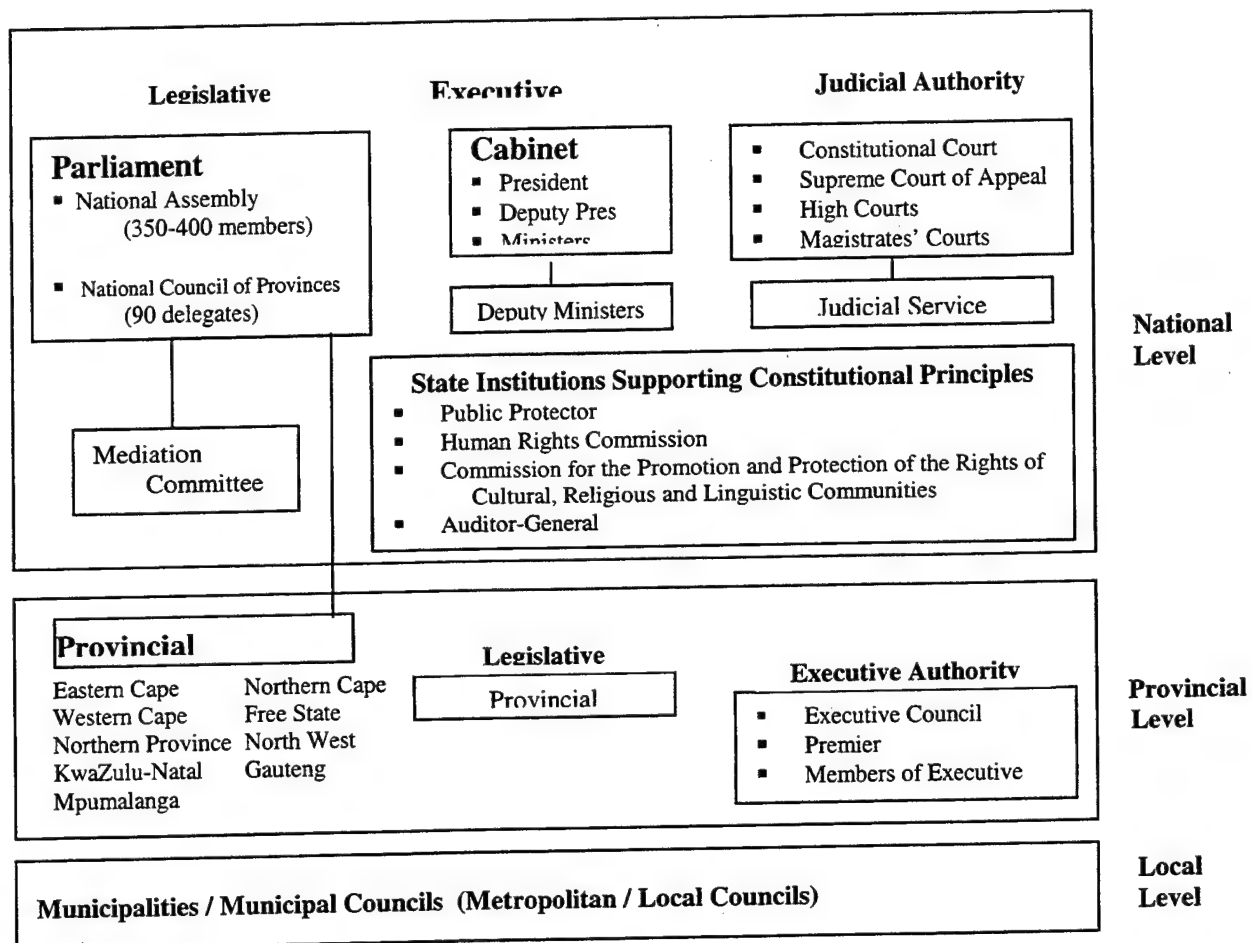 Legislative
Executive
Judicial Authority
Parliament
▪ National Assembly
(350-400 members)
▪ National Council of Provinces
(90 delegates)
Cabinet
▪ President
▪ Deputy Pres
▪ Ministers
Deputy Ministers
▪ Constitutional Court
▪ Supreme Court of Appeal
▪ High Courts
▪ Magistrates' Courts
Judicial Service
National
Level
Mediation
Committee
State Institutions Supporting Constitutional Principles
▪ Public Protector
▪ Human Rights Commission
▪ Commission for the Promotion and Protection of the Rights of
Cultural, Religious and Linguistic Communities
▪ Auditor-General
Provincial
Eastern Cape Northern Cape
Western Cape Free State
Northern Province North West
KwaZulu-Natal Gauteng
Mpumalanga
Legislative
Provincial
Executive Authority
▪ Executive Council
▪ Premier
▪ Members of Executive
Provincial
Level
Municipalities / Municipal Councils (Metropolitan / Local Councils)
Local
Level